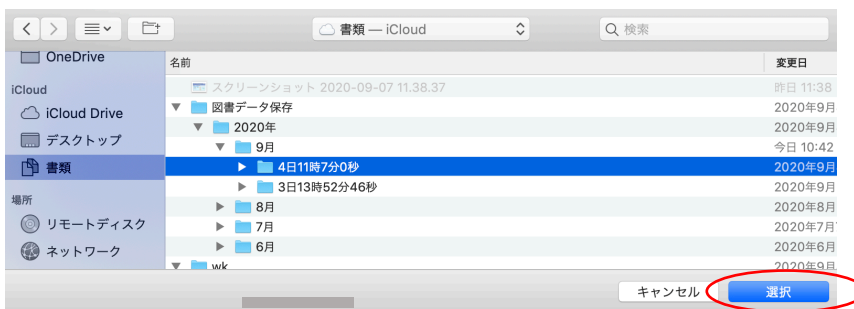 書類 — iCloud
検索
OneDrive
iCloud
iCloud Drive
デスクトップ
書類
場所
リモートディスク
ネットワーク
名前 変更日
スクリーンショット 2020-09-07 11.38.37 昨日 11:38
図書データ保存 2020年9月
2020年 2020年9月
9月 今日 10:42
4日11時7分0秒 2020年9月
3日13時52分46秒 2020年9月
8月 2020年8月
7月 2020年7月
6月 2020年6月
wk 2020年9月
キャンセル 選択